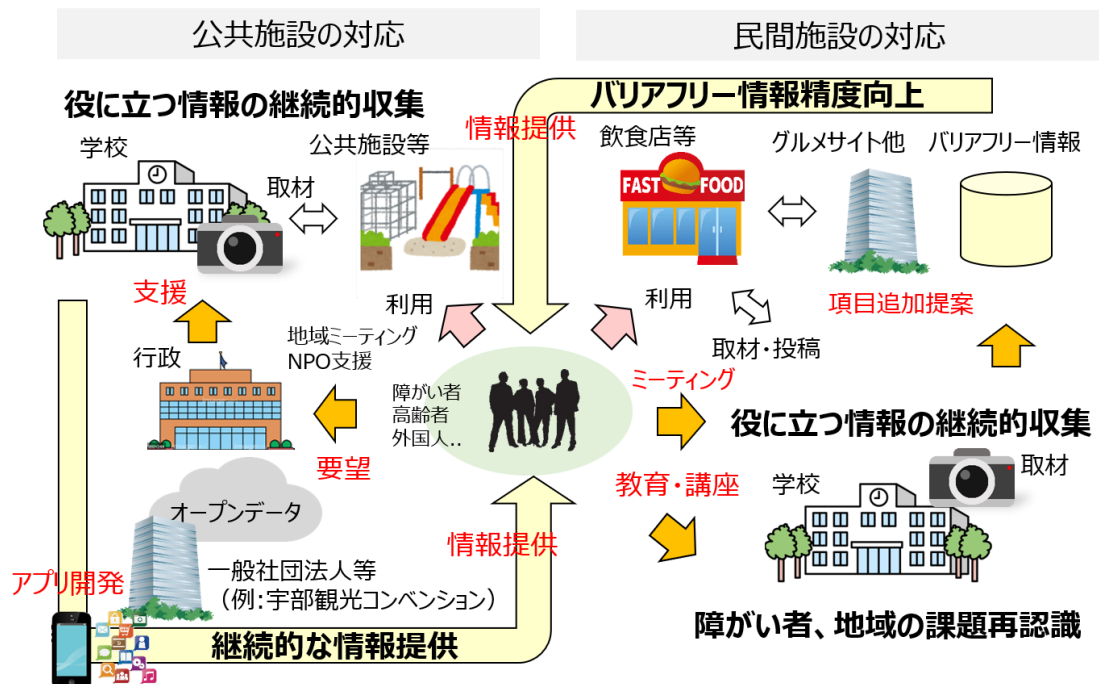 公共施設の対応
民間施設の対応
役に立つ情報の継続的収集
学校
取材
公共施設等
情報提供
バリアフリー情報精度向上
飲食店等
グルメサイト他
バリアフリー情報
FAST FOOD
項目追加提案
支援
利用
利用
取材・投稿
行政
地域ミーティング
NPO支援
障がい者
高齢者
外国人..
ミーティング
要望
役に立つ情報の継続的収集
教育・講座
学校
取材
オープンデータ
情報提供
アプリ開発
一般社団法人等
（例：宇部観光コンベンション）
継続的な情報提供
障がい者、地域の課題再認識